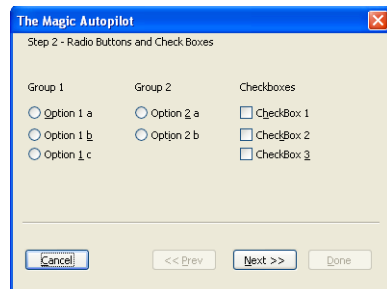 The Magic Autopilot
Step 2 - Radio Buttons and Check Boxes
Group 1 Group 2 Checkboxes
Option 1 a Option 2 a CheckBox 1
Option 1 b Option 2 b CheckBox 2
Option 1 c CheckBox 3
Cancel << Prev Next >> Done